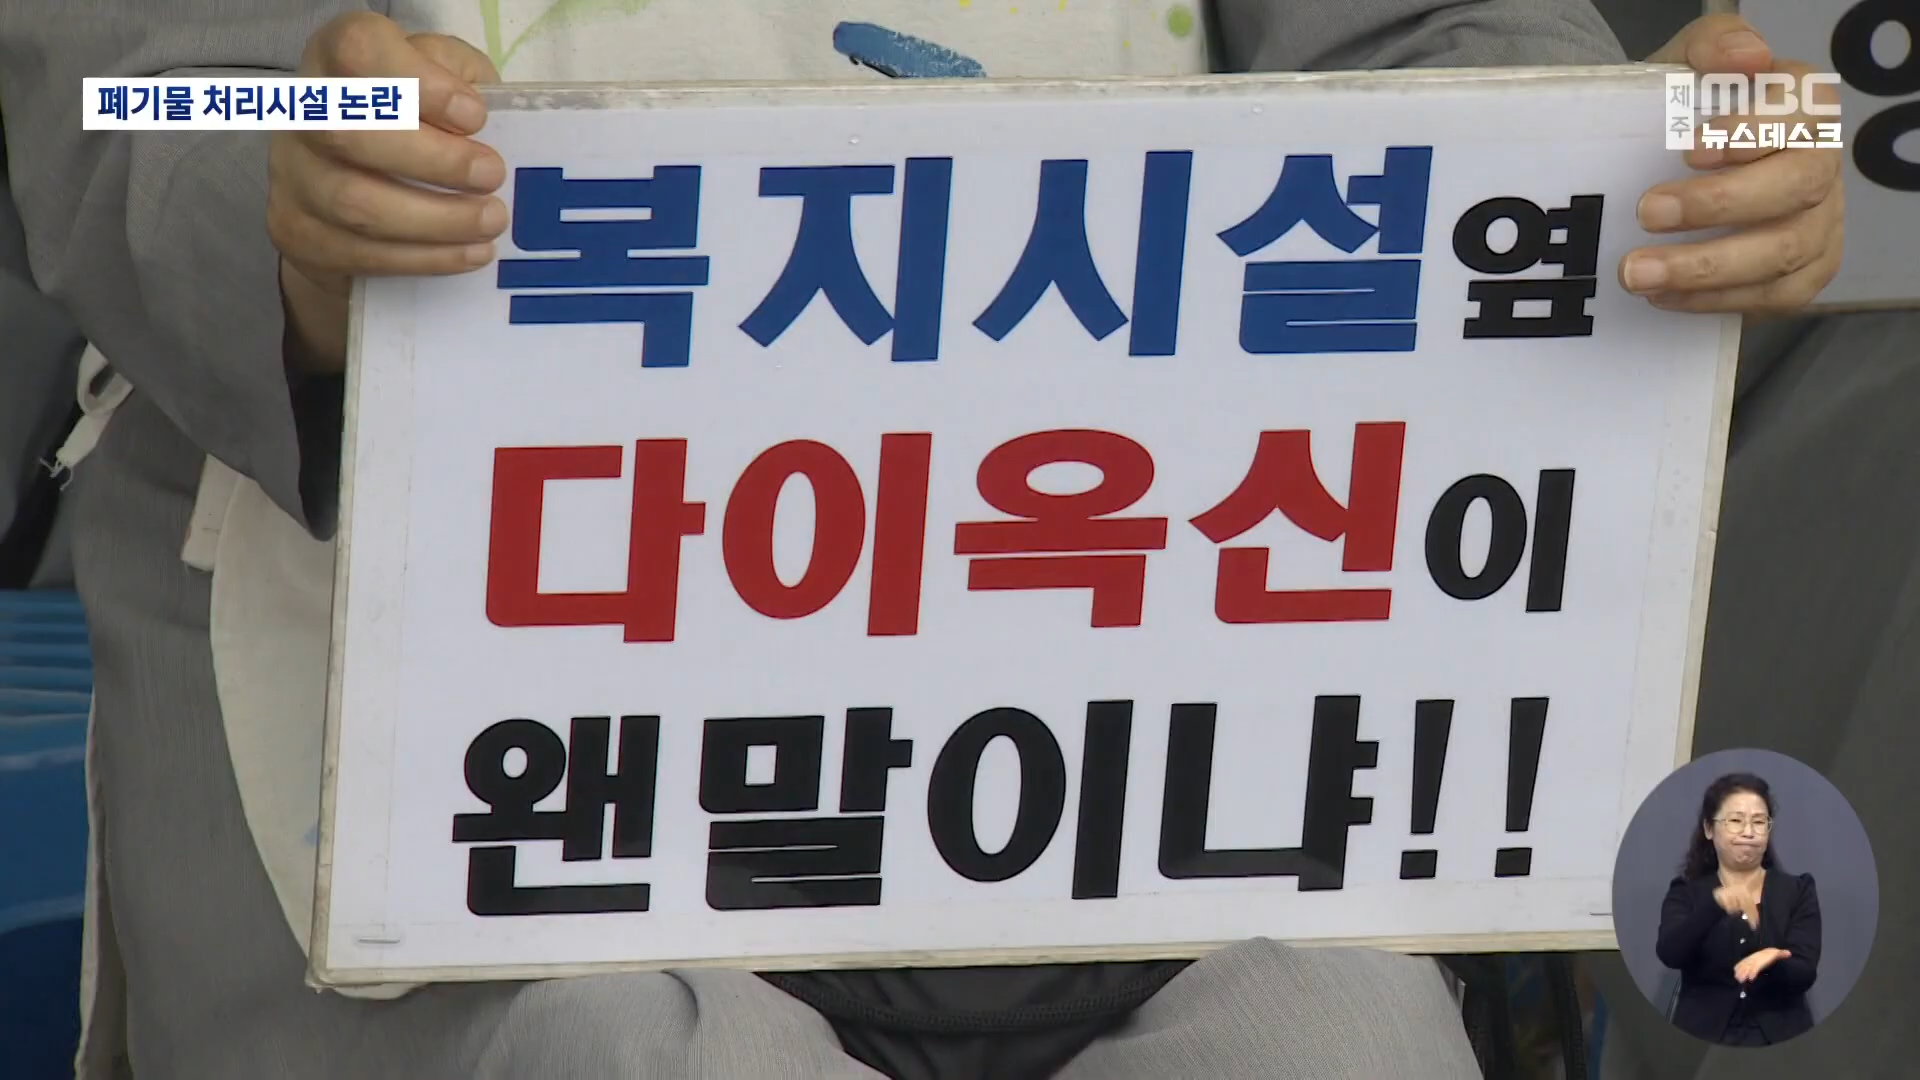 폐기물 처리시설 논란
제주 MBC
뉴스데스크
복지시설옆
다이옥신이
왠말이냐!!